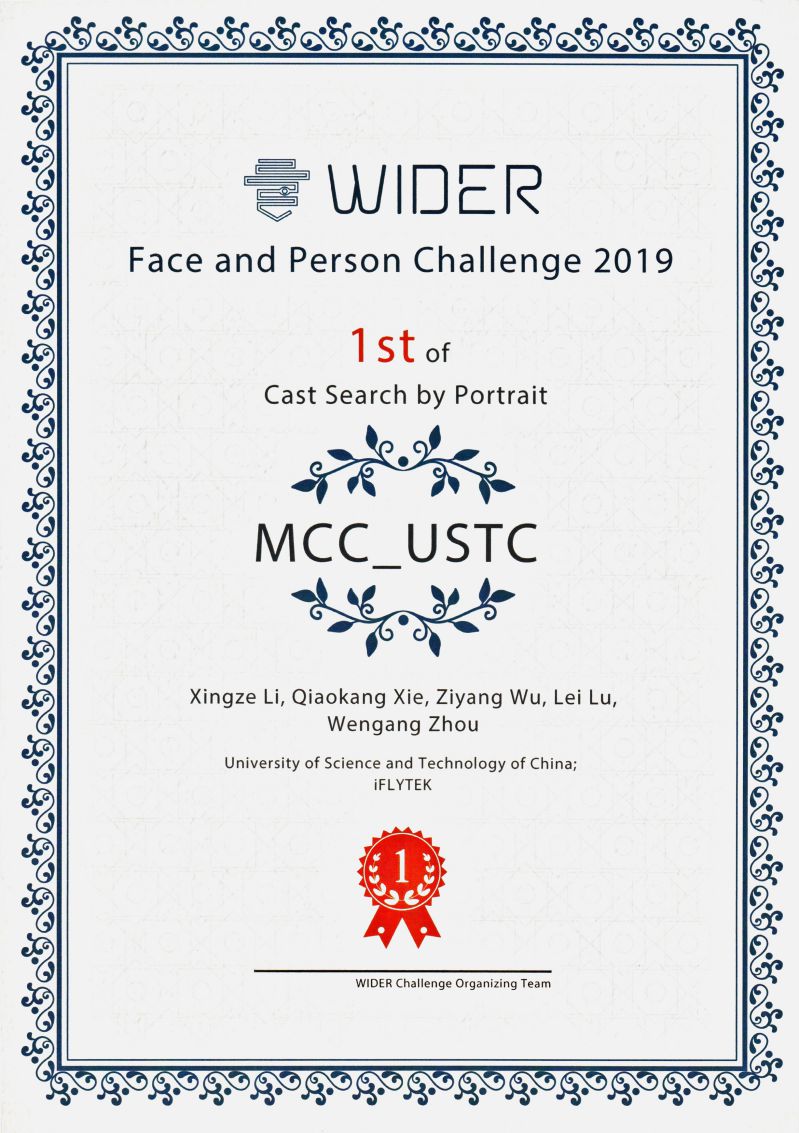 WIDER
Face and Person Challenge 2019
1st of
Cast Search by Portrait
MCC_USTC
Xingze Li, Qiaokang Xie, Ziyang Wu, Lei Lu,
Wengang Zhou
University of Science and Technology of China;
iFLYTEK
1
WIDER Challenge Organizing Team